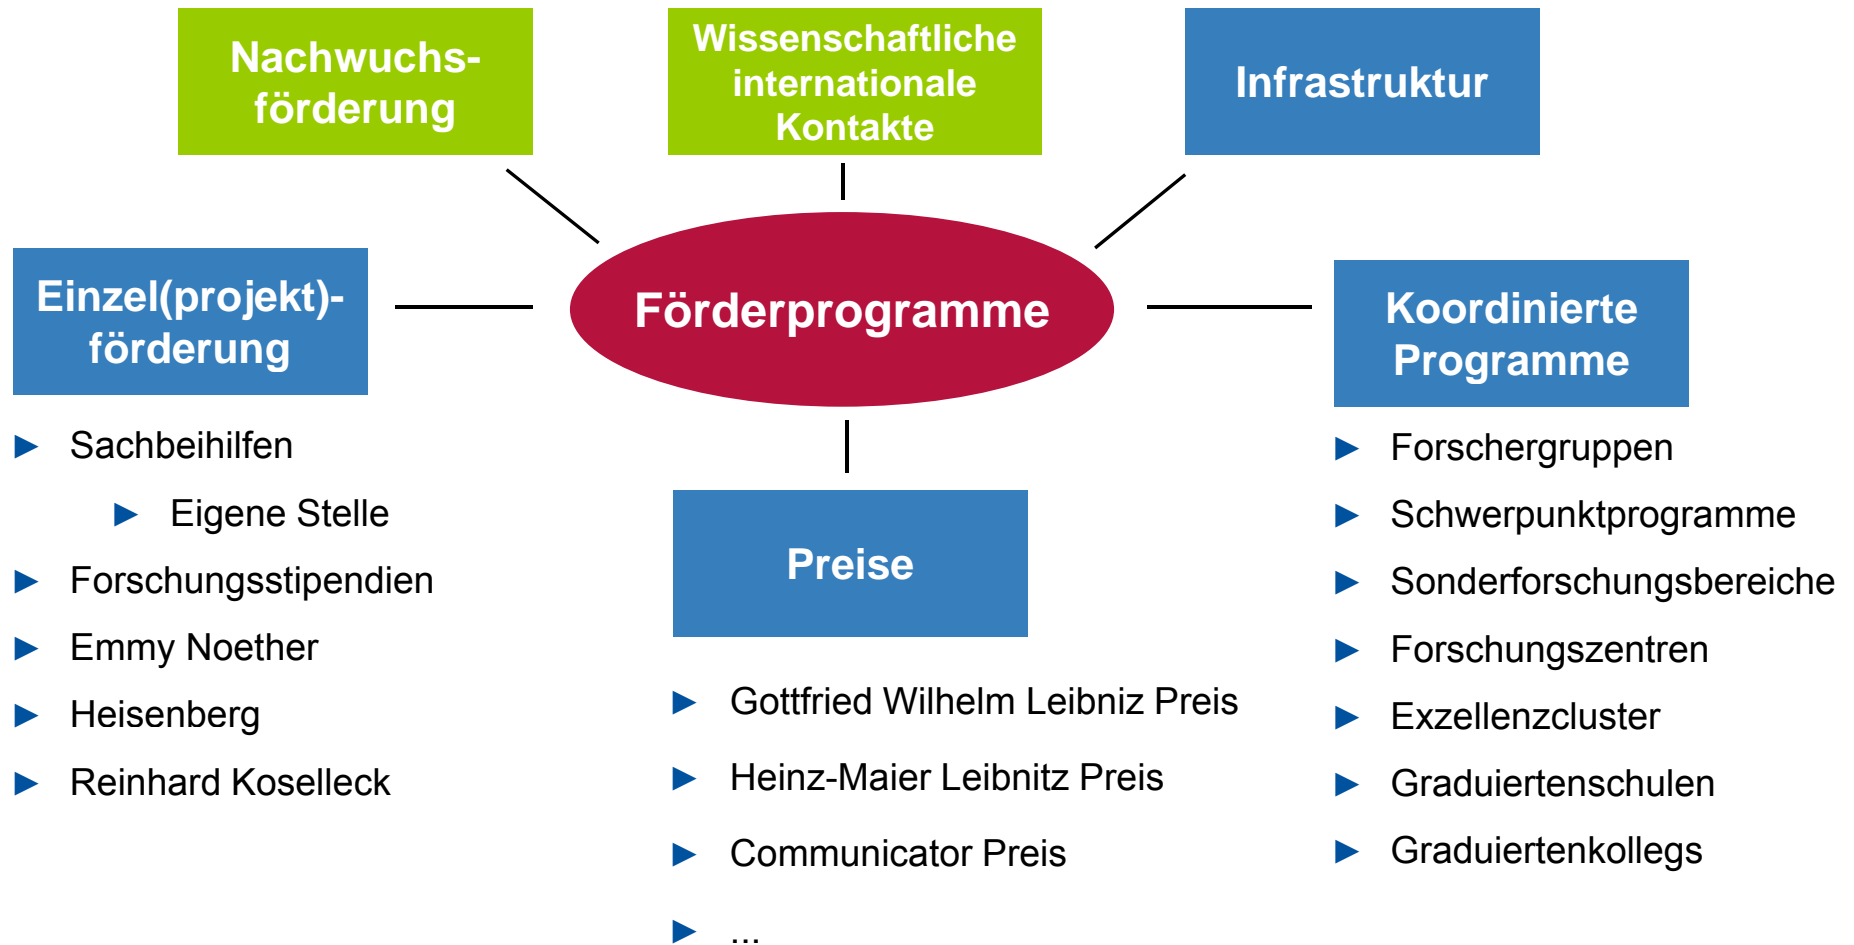 Nachwuchs-
förderung
Wissenschaftliche
internationale
Kontakte
Infrastruktur
Förderprogramme
Einzel(projekt)-
förderung
Sachbeihilfen
Eigene Stelle
Forschungsstipendien
Emmy Noether
Heisenberg
Reinhard Koselleck
Preise
Gottfried Wilhelm Leibniz Preis
Heinz-Maier Leibnitz Preis
Communicator Preis
...
Koordinierte
Programme
Forschergruppen
Schwerpunktprogramme
Sonderforschungsbereiche
Forschungszentren
Exzellenzcluster
Graduiertenschulen
Graduiertenkollegs